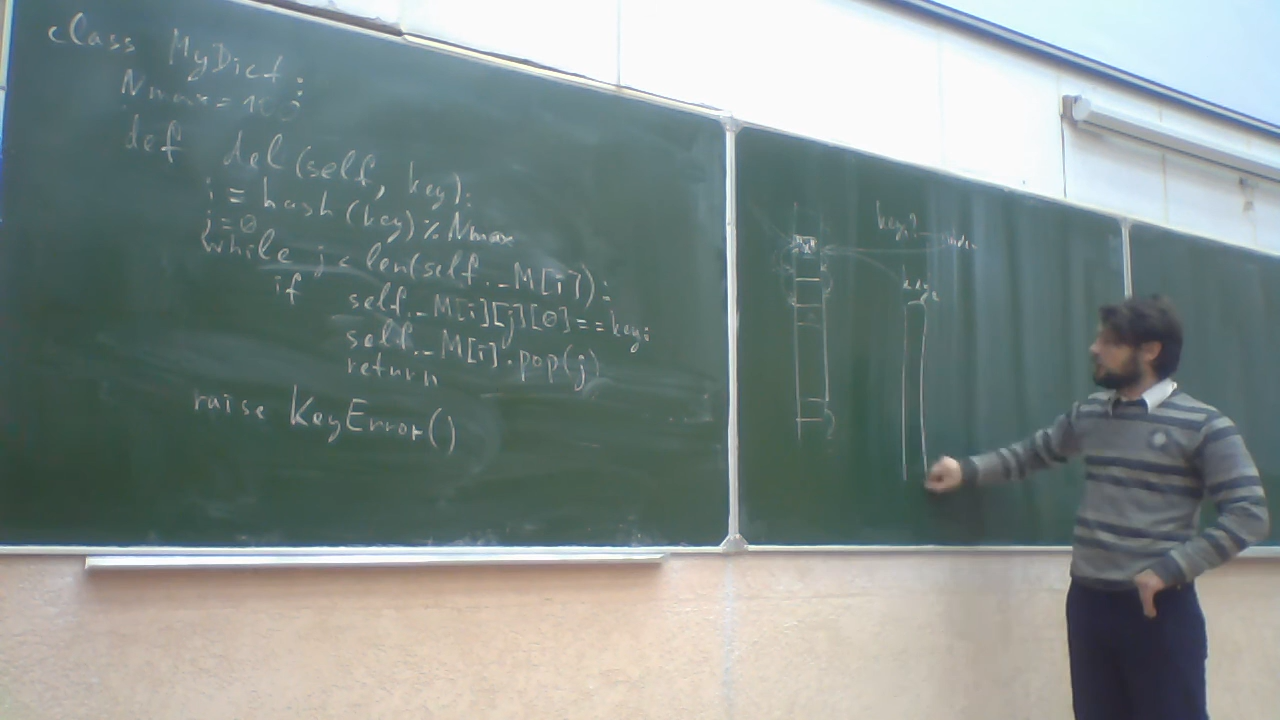 class MyDict:
Nmax = 100;
def del(self, key):
i = hash(key)%Nmax
j=0
while j < len(self._M[i]):
if self._M[i][j][0]==key:
self._M[i].pop(j)
return
raise KeyError()